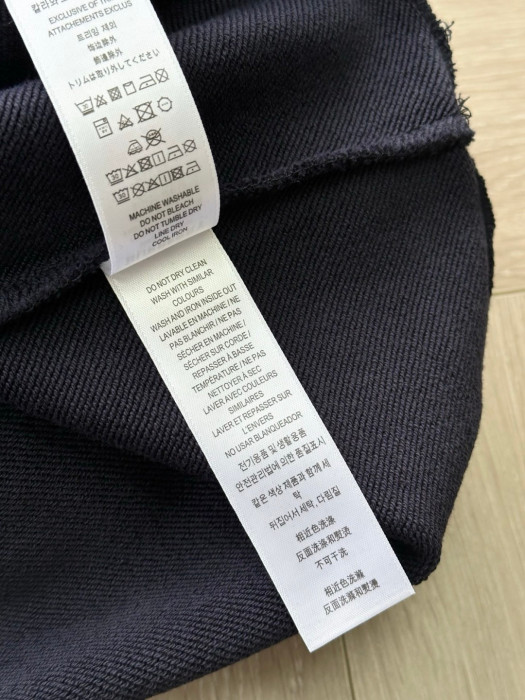 EXCLUSIVE OF
ATTACHEMENTS EXCLUS
트리밍 제외
饰边除外
飾邊除外
トリムは取り外してください
MACHINE WASHABLE
DO NOT BLEACH
DO NOT TUMBLE DRY
LINE DRY
COOL IRON
DO NOT DRY CLEAN
WASH WITH SIMILAR
COLOURS
WASH AND IRON INSIDE OUT
LAVABLE EN MACHINE / NE
PAS BLANCHIR / NE PAS
SÉCHER EN MACHINE /
SÉCHER SUR CORDE /
REPASSER À BASSE
TEMPÉRATURE / NE PAS
NETTOYER À SEC
LAVER AVEC COULEURS
SIMILAIRES
LAVER ET REPASSER SUR
L'ENVERS
NO USAR BLANQUEADOR
전기용품 및 생활용품
안전관리법에 의한 품질표시
같은 색상 제품과 함께 세
탁
뒤집어서 세탁, 다림질
相近色洗涤
反面洗涤和熨烫
不可干洗
相近色洗滌
反面洗滌和熨燙